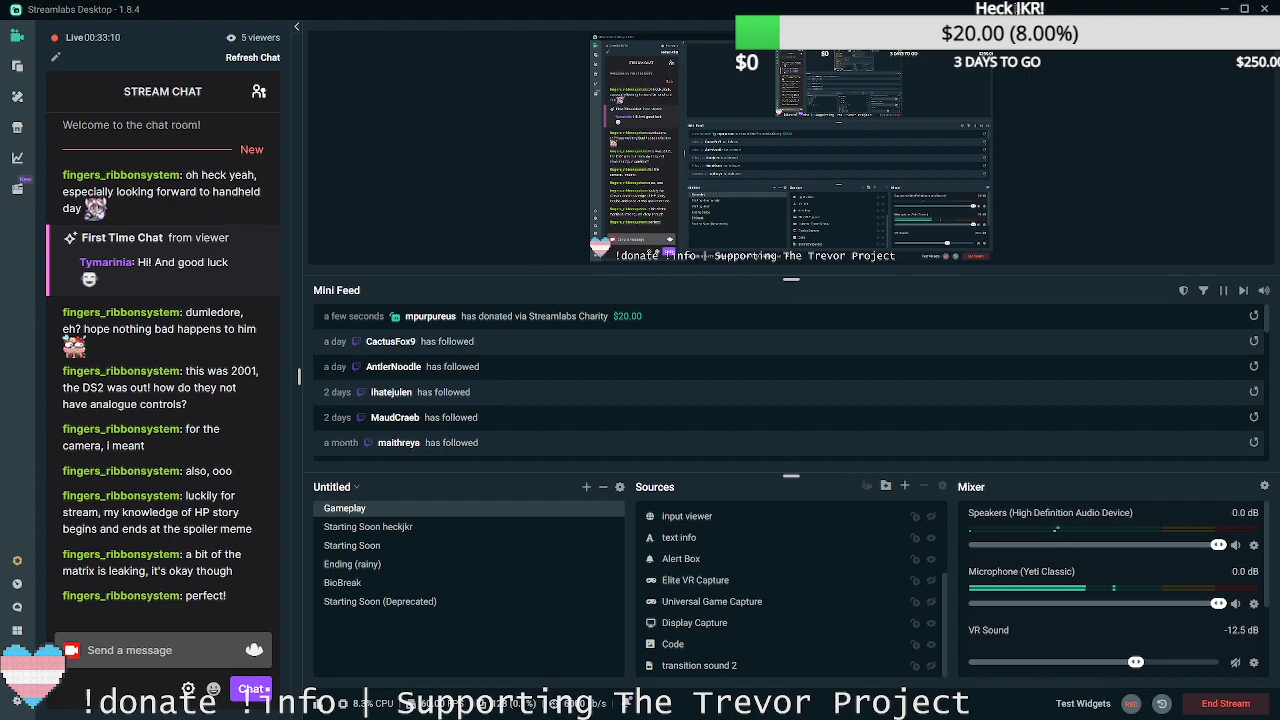 Streamlabs Desktop - 1.8.4
Heck IKR!
$20.00 (8.00%)
$0
3 DAYS TO GO
$250.00
Live 00:33:10
5 viewers
Refresh Chat
STREAM CHAT
Welcome to the chat room!
New
fingers_ribbonsystem: oh heck yeah,
especially looking forward to handheld
day
First Time Chat
Tymarinia: Hi! And good luck
fingers_ribbonsystem: dumledore,
eh? hope nothing bad happens to him
fingers_ribbonsystem: this was 2001,
the DS2 was out! how do they not
have analogue controls?
fingers_ribbonsystem: for the
camera, i meant
fingers_ribbonsystem: also, ooo
fingers_ribbonsystem: luckily for
stream, my knowledge of HP story
begins and ends at the spoiler meme
fingers_ribbonsystem: a bit of the
matrix is leaking, it's okay though
fingers_ribbonsystem: perfect!
Send a message
Chat
Mini Feed
a few seconds mpurpureus has donated via Streamlabs Charity $20.00
a day CactusFox9 has followed
a day AntlerNoodle has followed
2 days ihatejulen has followed
2 days MaudCraeb has followed
a month maithreya has followed
Untitled
Gameplay
Starting Soon heckjkr
Starting Soon
Ending (rainy)
BioBreak
Starting Soon (Deprecated)
Sources
input viewer
text info
Alert Box
Elite VR Capture
Universal Game Capture
Display Capture
Code
transition sound 2
Mixer
Speakers (High Definition Audio Device)
0.0 dB
Microphone (Yeti Classic)
0.0 dB
VR Sound
-12.5 dB
!donate !info | Supporting The Trevor Project
Test Widgets
REC
End Stream